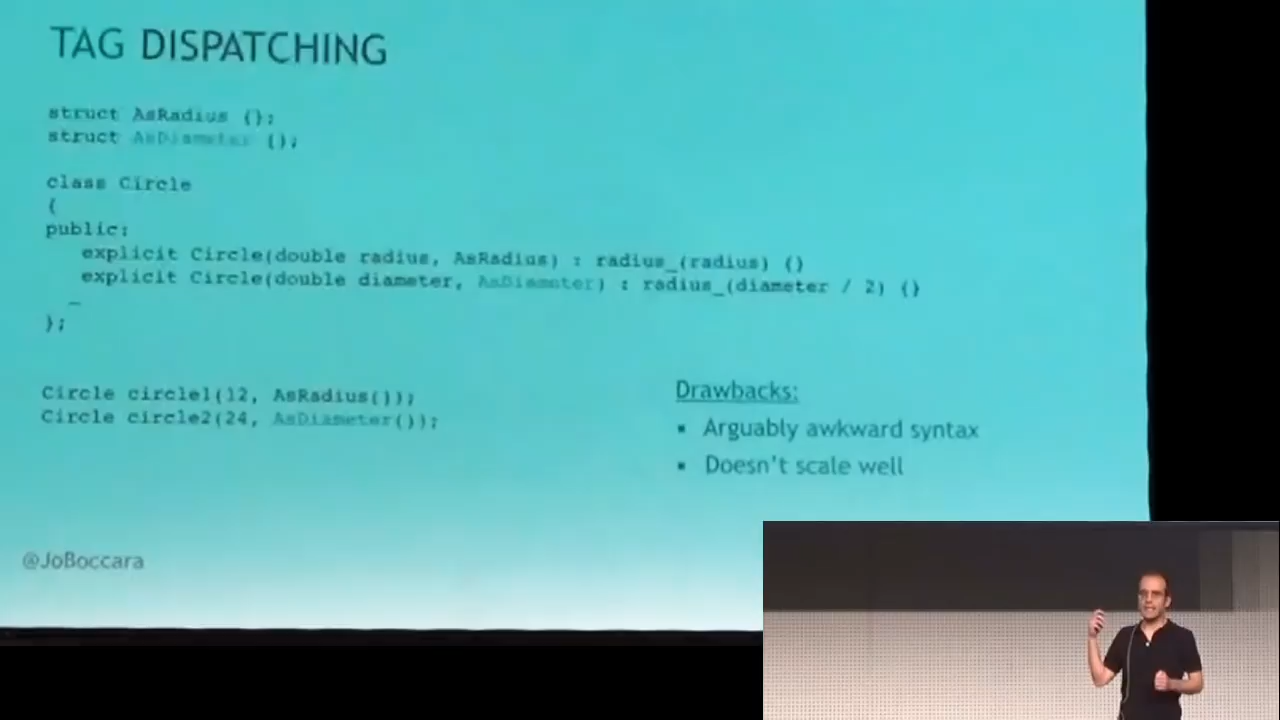 TAG DISPATCHING
struct AsRadius {};
struct AsDiameter {};
class Circle
{
public:
explicit Circle(double radius, AsRadius) : radius_(radius) {}
explicit Circle(double diameter, AsDiameter) : radius_(diameter / 2) {}
…
};
Circle circle1(12, AsRadius());
Circle circle2(24, AsDiameter());
Drawbacks:
▪ Arguably awkward syntax
▪ Doesn't scale well
@JoBoccara